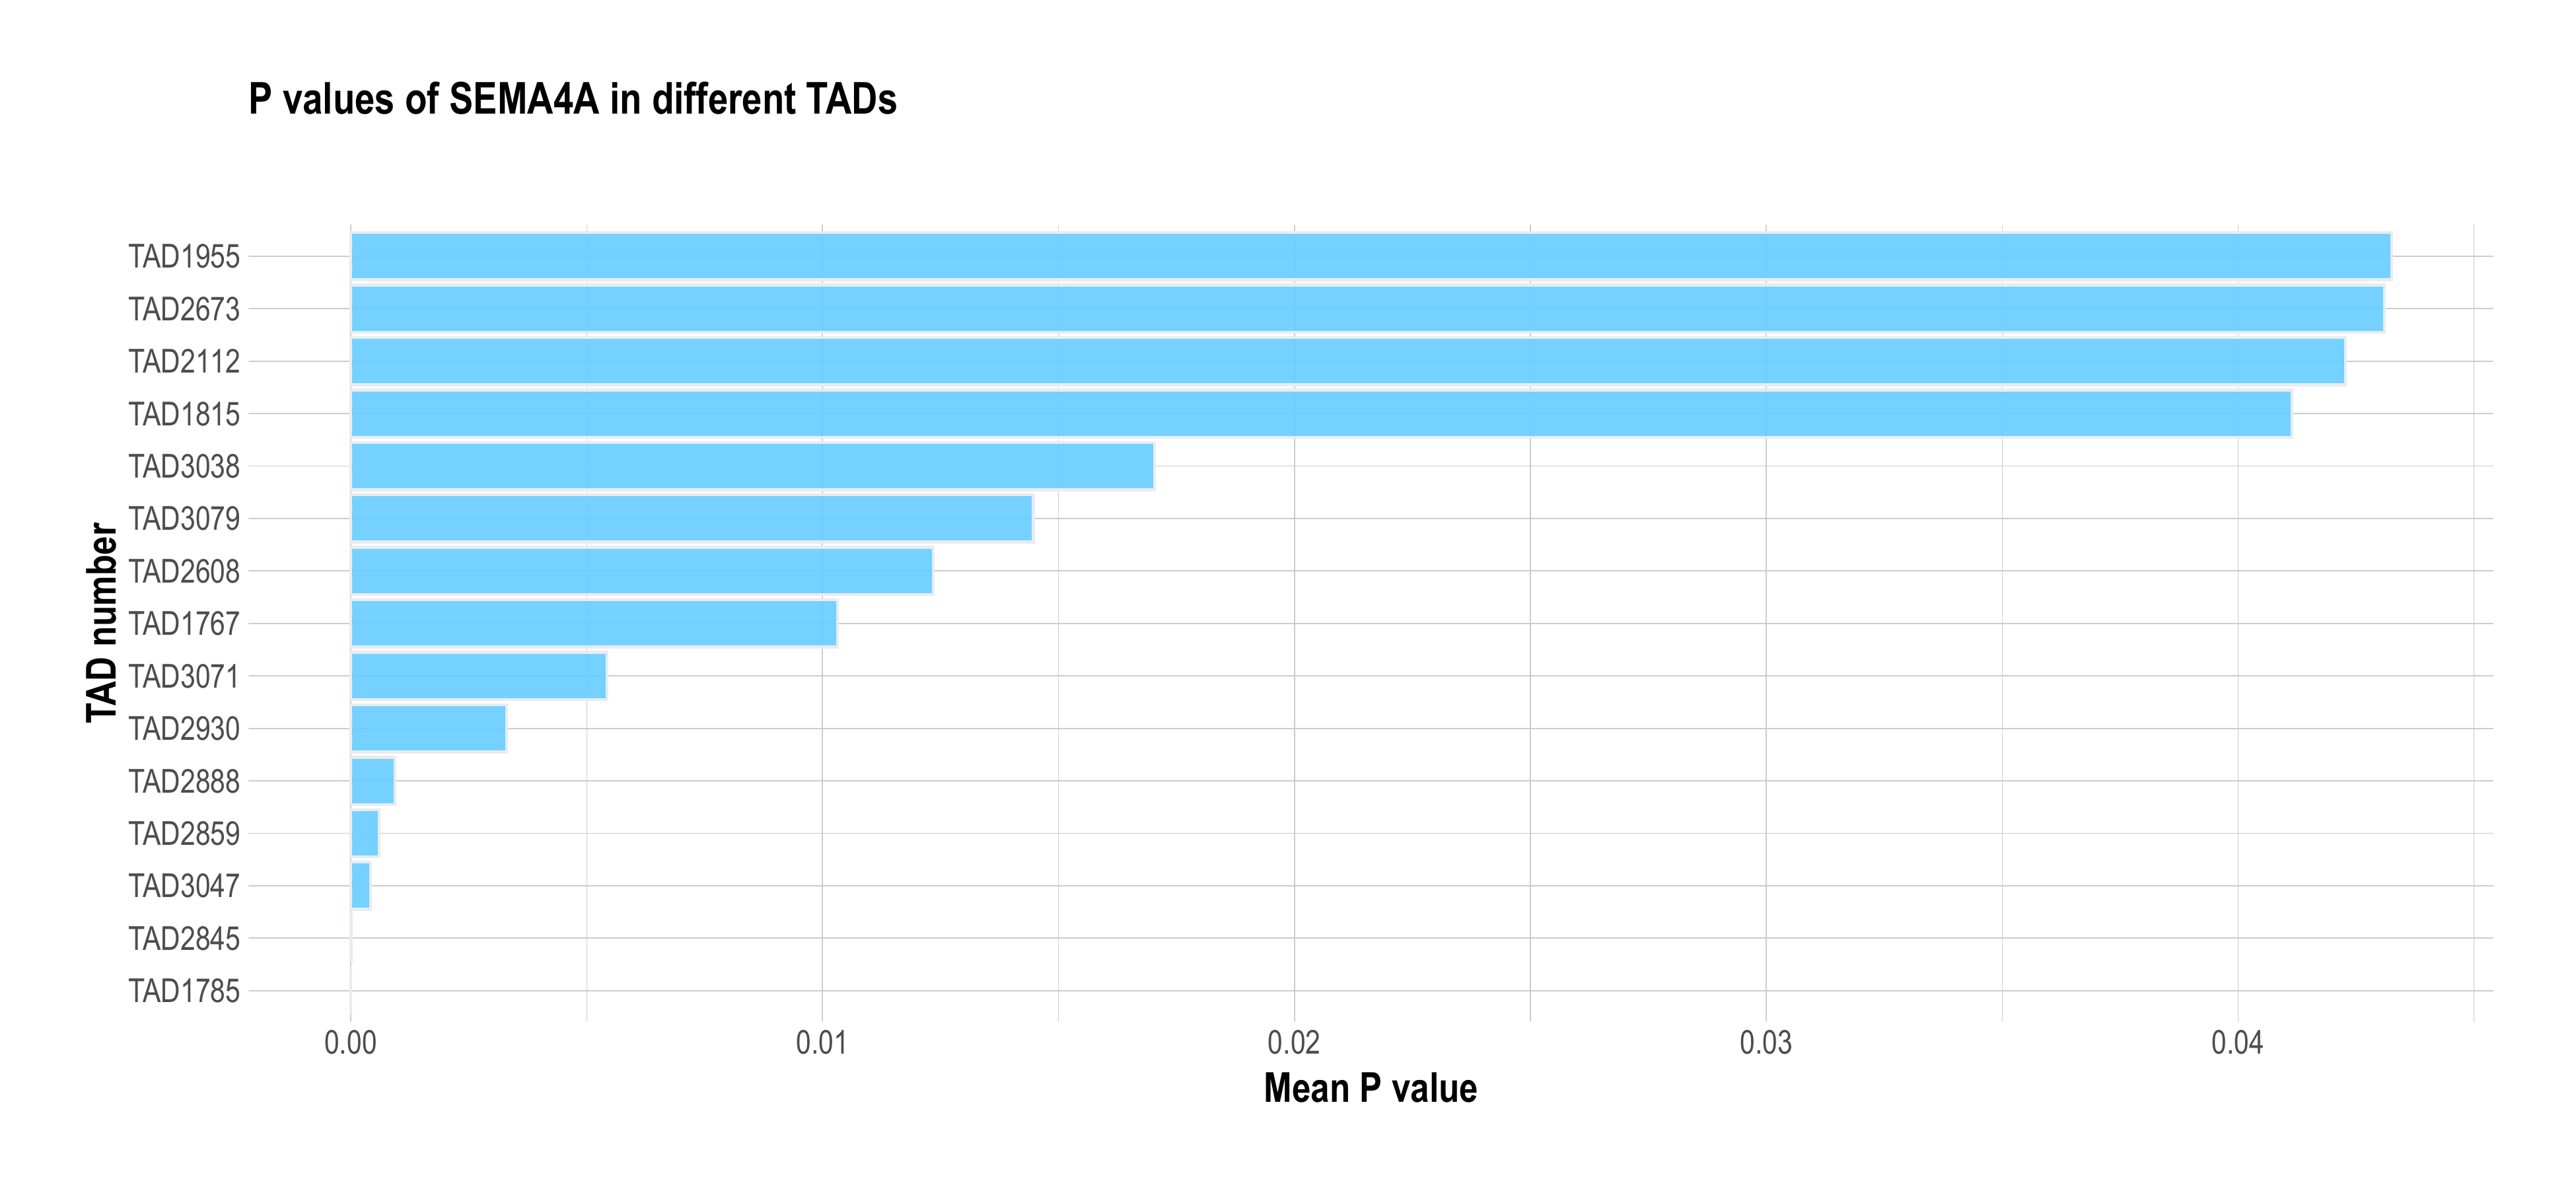 P values of SEMA4A in different TADs
TAD number
TAD1955
TAD2673
TAD2112
TAD1815
TAD3038
TAD3079
TAD2608
TAD1767
TAD3071
TAD2930
TAD2888
TAD2859
TAD3047
TAD2845
TAD1785
0.00 0.01 0.02 0.03 0.04
Mean P value